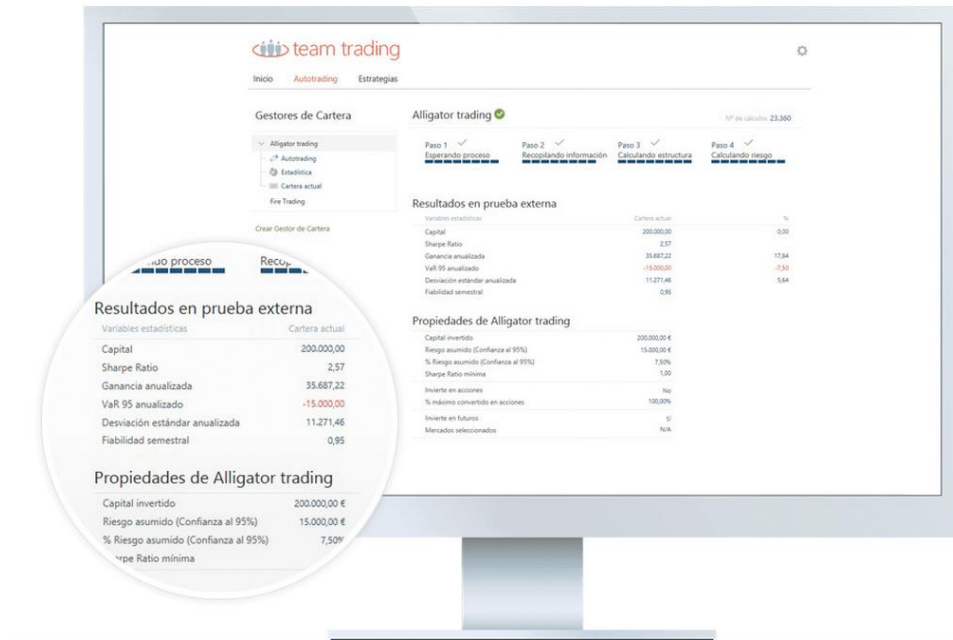 team trading
Inicio Autotrading Estrategias
Gestores de Cartera
Alligator trading
Autotrading
Estadística
Cartera actual
Fire Trading
Crear Gestor de Cartera
Alligator trading
Nº de cálculos 23.360
Paso 1 Paso 2 Paso 3 Paso 4
Esperando proceso Recopilando información Calculando estructura Calculando riesgo
Resultados en prueba externa
Variables estadísticas Cartera actual %
Capital 200.000,00 0,00
Sharpe Ratio 2,57
Ganancia anualizada 35.687,22 17,84
VaR 95 anualizado -15.000,00 -7,50
Desviación estándar anualizada 11.271,46 5,64
Fiabilidad semestral 0,95
Propiedades de Alligator trading
Capital invertido 200.000,00 €
Riesgo asumido (Confianza al 95%) 15.000,00 €
% Riesgo asumido (Confianza al 95%) 7,50%
Sharpe Ratio mínima 1,00
Invierte en acciones No
% máximo convertido en acciones 100,00%
Invierte en futuros Sí
Mercados seleccionados N/A
proceso
Resultados en prueba externa
Variables estadísticas Cartera actual
Capital 200.000,00
Sharpe Ratio 2,57
Ganancia anualizada 35.687,22
VaR 95 anualizado -15.000,00
Desviación estándar anualizada 11.271,46
Fiabilidad semestral 0,95
Propiedades de Alligator trading
Capital invertido 200.000,00 €
Riesgo asumido (Confianza al 95%) 15.000,00 €
% Riesgo asumido (Confianza al 95%) 7,50%
Ratio mínima